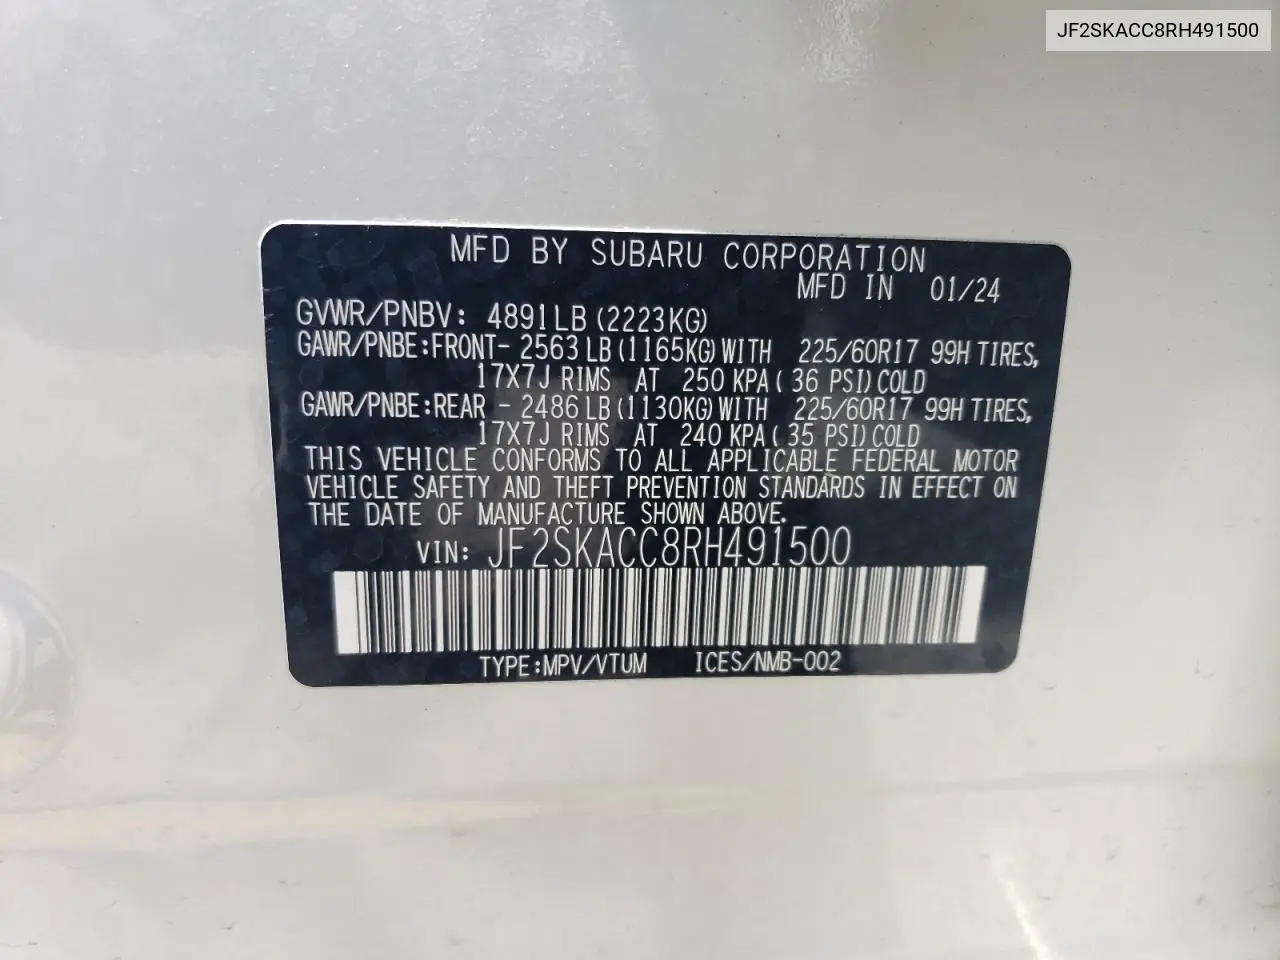 JF2SKACC8RH491500
MFD BY SUBARU CORPORATION
MFD IN 01/24
GVWR/PNBV: 4891LB (2223KG)
GAWR/PNBE:FRONT- 2563 LB (1165KG) WITH 225/60R17 99H TIRES,
17X7J RIMS AT 250 KPA ( 36 PSI) COLD
GAWR/PNBE:REAR - 2486 LB (1130KG) WITH 225/60R17 99H TIRES,
17X7J RIMS AT 240 KPA ( 35 PSI) COLD
THIS VEHICLE CONFORMS TO ALL APPLICABLE FEDERAL MOTOR
VEHICLE SAFETY AND THEFT PREVENTION STANDARDS IN EFFECT ON
THE DATE OF MANUFACTURE SHOWN ABOVE.
VIN: JF2SKACC8RH491500
TYPE:MPV/VTUM ICES/NMB-002